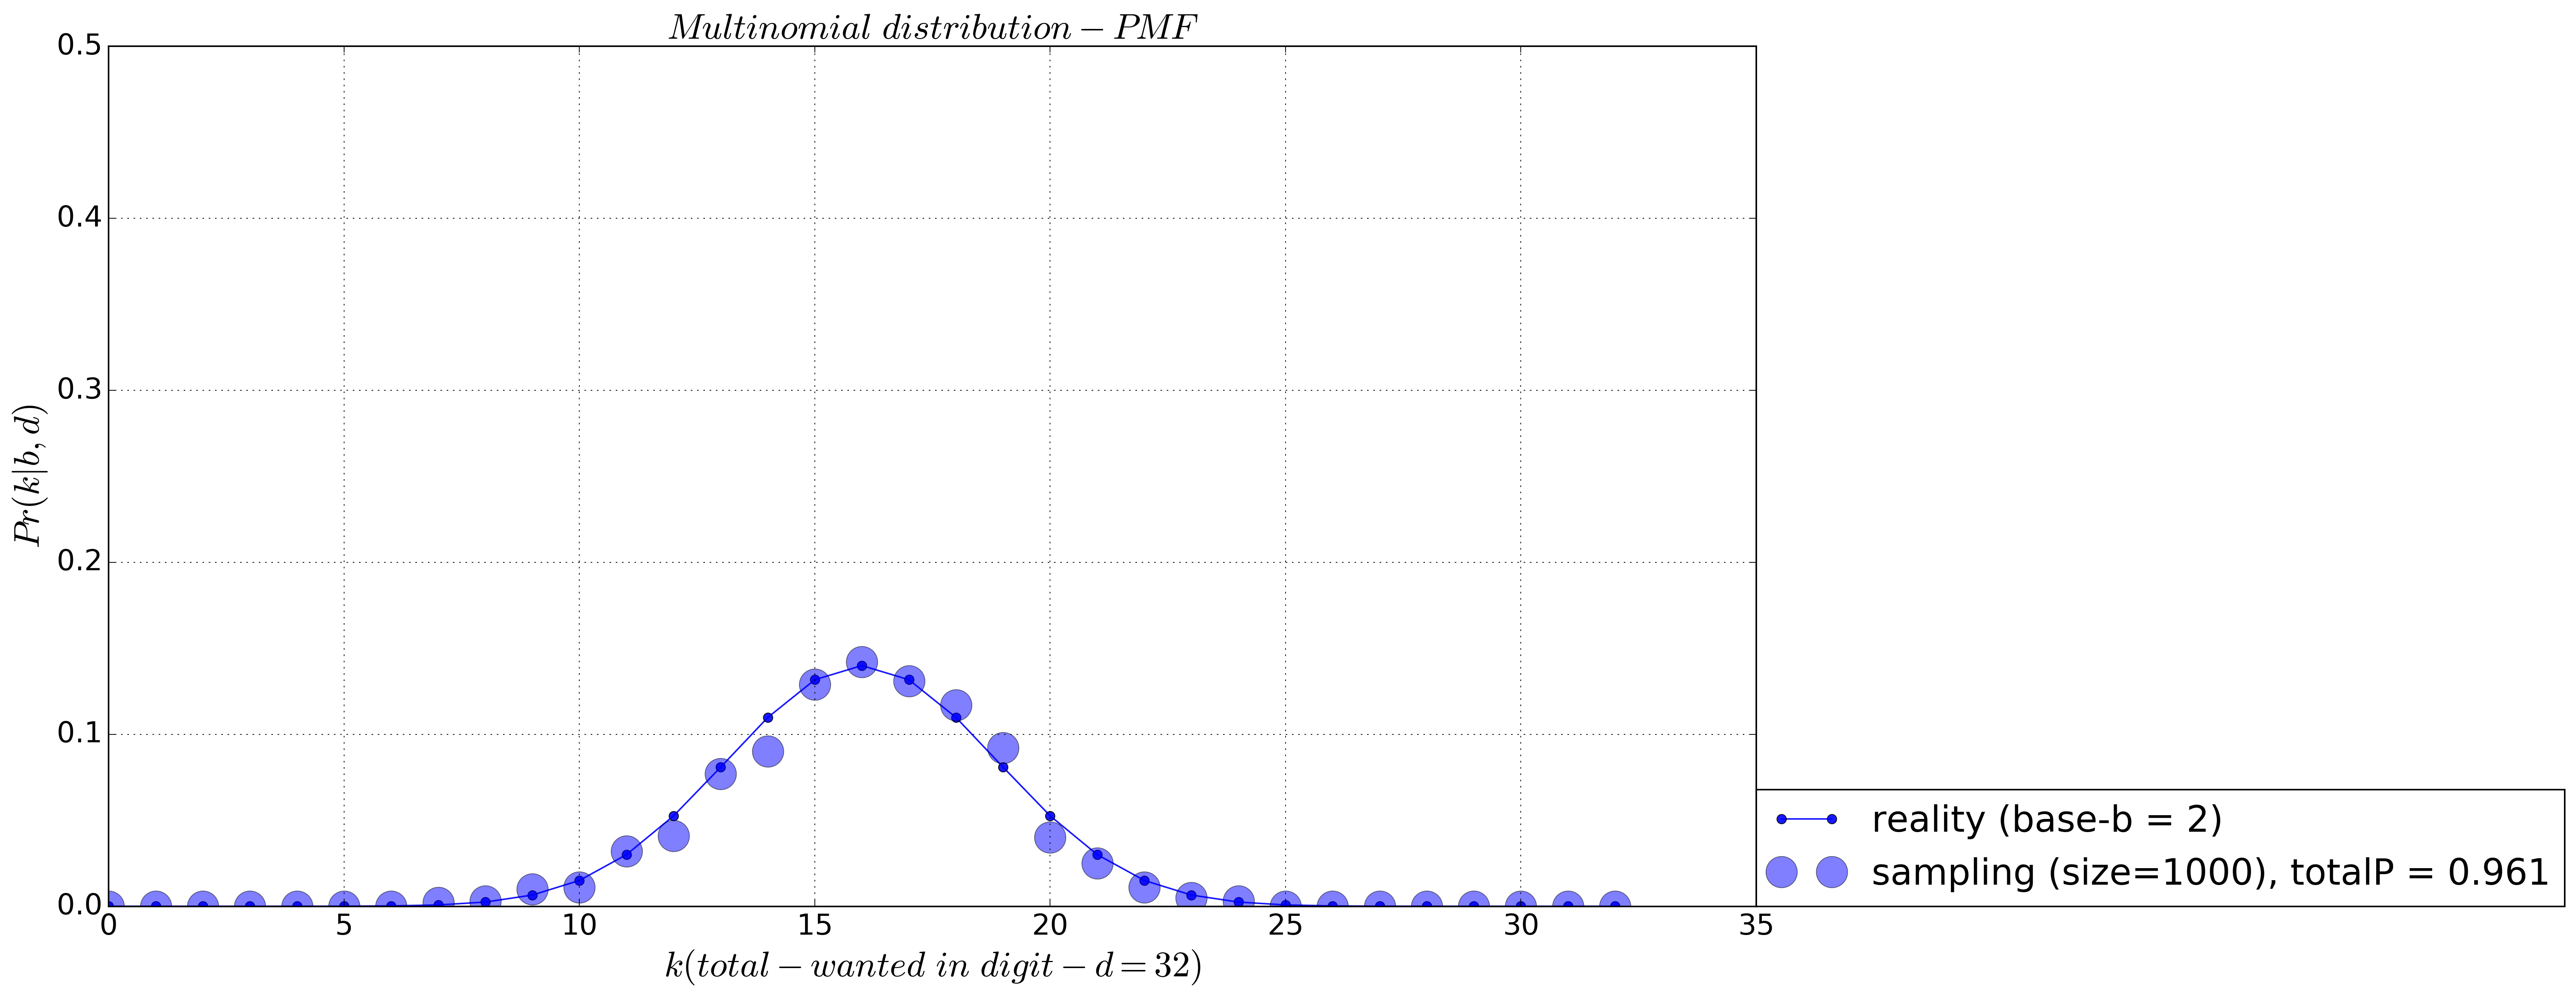 Multinomial distribution − PMF
0.5
0.4
0.3
0.2
0.1
0.0
Pr(k|b, d)
0 5 10 15 20 25 30 35
k(total − wanted in digit − d = 32)
reality (base-b = 2)
sampling (size=1000), totalP = 0.961